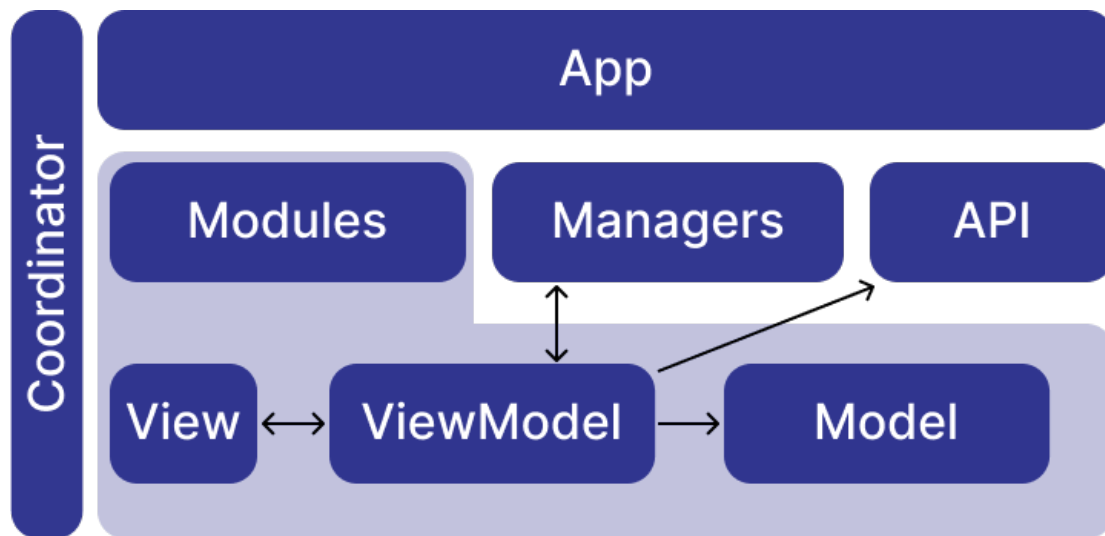 Coordinator
App
Modules
Managers
API
View
ViewModel
Model